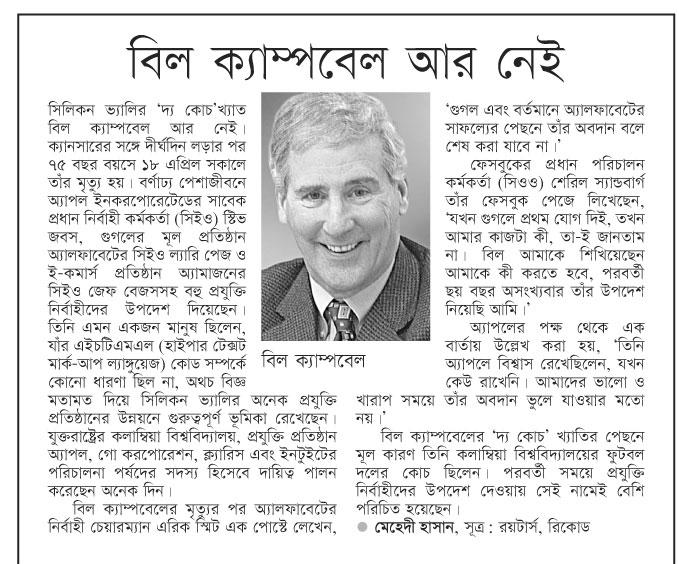 বিল ক্যাম্পবেল আর নেই
সিলিকন ভ্যালির ‘দ্য কোচ’খ্যাত
বিল ক্যাম্পবেল আর নেই।
ক্যানসারের সঙ্গে দীর্ঘদিন লড়ার পর
৭৫ বছর বয়সে ১৮ এপ্রিল সকালে
তাঁর মৃত্যু হয়। বর্ণাঢ্য পেশাজীবনে
অ্যাপল ইনকরপোরেটেডের সাবেক
প্রধান নির্বাহী কর্মকর্তা (সিইও) স্টিভ
জবস, গুগলের মূল প্রতিষ্ঠান
অ্যালফাবেটের সিইও ল্যারি পেজ ও
ই-কমার্স প্রতিষ্ঠান অ্যামাজনের
সিইও জেফ বেজসসহ বহু প্রযুক্তি
নির্বাহীদের উপদেশ দিয়েছেন।
তিনি এমন একজন মানুষ ছিলেন,
যাঁর এইচটিএমএল (হাইপার টেক্সট
মার্ক-আপ ল্যাঙ্গুয়েজ) কোড সম্পর্কে
কোনো ধারণা ছিল না, অথচ বিজ্ঞ
মতামত দিয়ে সিলিকন ভ্যালির অনেক প্রযুক্তি
প্রতিষ্ঠানের উন্নয়নে গুরুত্বপূর্ণ ভূমিকা রেখেছেন।
যুক্তরাষ্ট্রের কলাম্বিয়া বিশ্ববিদ্যালয়, প্রযুক্তি প্রতিষ্ঠান
অ্যাপল, গো করপোরেশন, ক্ল্যারিস এবং ইনটুইটের
পরিচালনা পর্ষদের সদস্য হিসেবে দায়িত্ব পালন
করেছেন অনেক দিন।
বিল ক্যাম্পবেলের মৃত্যুর পর অ্যালফাবেটের
নির্বাহী চেয়ারম্যান এরিক স্মিট এক পোস্টে লেখেন,
বিল ক্যাম্পবেল
‘গুগল এবং বর্তমানে অ্যালফাবেটের
সাফল্যের পেছনে তাঁর অবদান বলে
শেষ করা যাবে না।’
ফেসবুকের প্রধান পরিচালন
কর্মকর্তা (সিওও) শেরিল স্যান্ডবার্গ
তাঁর ফেসবুক পেজে লিখেছেন,
‘যখন গুগলে প্রথম যোগ দিই, তখন
আমার কাজটা কী, তা-ই জানতাম
না। বিল আমাকে শিখিয়েছেন
আমাকে কী করতে হবে, পরবর্তী
ছয় বছর অসংখ্যবার তাঁর উপদেশ
নিয়েছি আমি।’
অ্যাপলের পক্ষ থেকে এক
বার্তায় উল্লেখ করা হয়, ‘তিনি
অ্যাপলে বিশ্বাস রেখেছিলেন, যখন
কেউ রাখেনি। আমাদের ভালো ও
খারাপ সময়ে তাঁর অবদান ভুলে যাওয়ার মতো
নয়।’
বিল ক্যাম্পবেলের ‘দ্য কোচ’ খ্যাতির পেছনে
মূল কারণ তিনি কলাম্বিয়া বিশ্ববিদ্যালয়ের ফুটবল
দলের কোচ ছিলেন। পরবর্তী সময়ে প্রযুক্তি
নির্বাহীদের উপদেশ দেওয়ায় সেই নামেই বেশি
পরিচিত হয়েছেন।
● মেহেদী হাসান, সূত্র : রয়টার্স, রিকোড